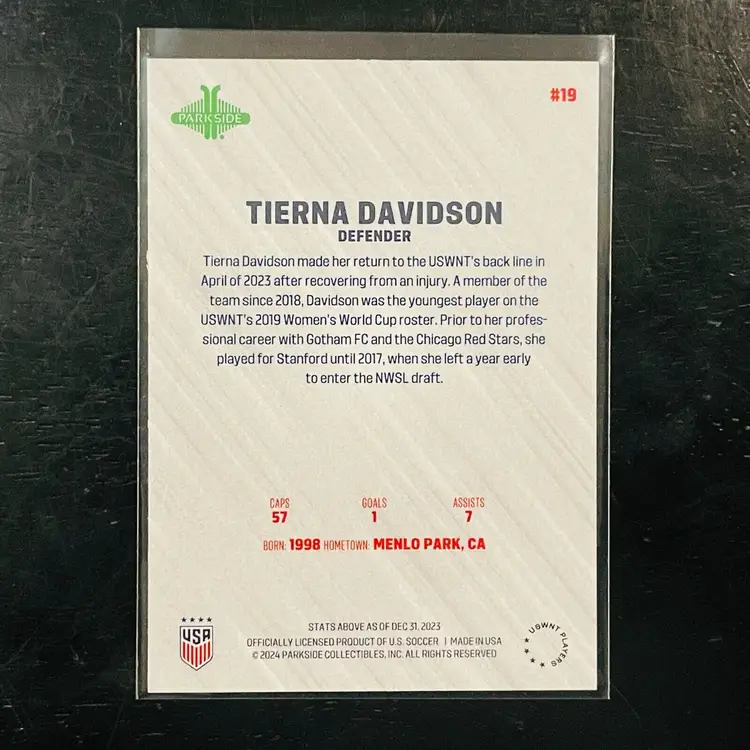 PARKSIDE
#19
TIERNA DAVIDSON
DEFENDER
Tierna Davidson made her return to the USWNT's back line in
April of 2023 after recovering from an injury. A member of the
team since 2018, Davidson was the youngest player on the
USWNT's 2019 Women's World Cup roster. Prior to her profes-
sional career with Gotham FC and the Chicago Red Stars, she
played for Stanford until 2017, when she left a year early
to enter the NWSL draft.
CAPS GOALS ASSISTS
57 1 7
BORN: 1998 HOMETOWN: MENLO PARK, CA
STATS ABOVE AS OF DEC 31, 2023
OFFICIALLY LICENSED PRODUCT OF U.S. SOCCER | MADE IN USA
© 2024 PARKSIDE COLLECTIBLES, INC. ALL RIGHTS RESERVED
USA
USWNT PLAYERS